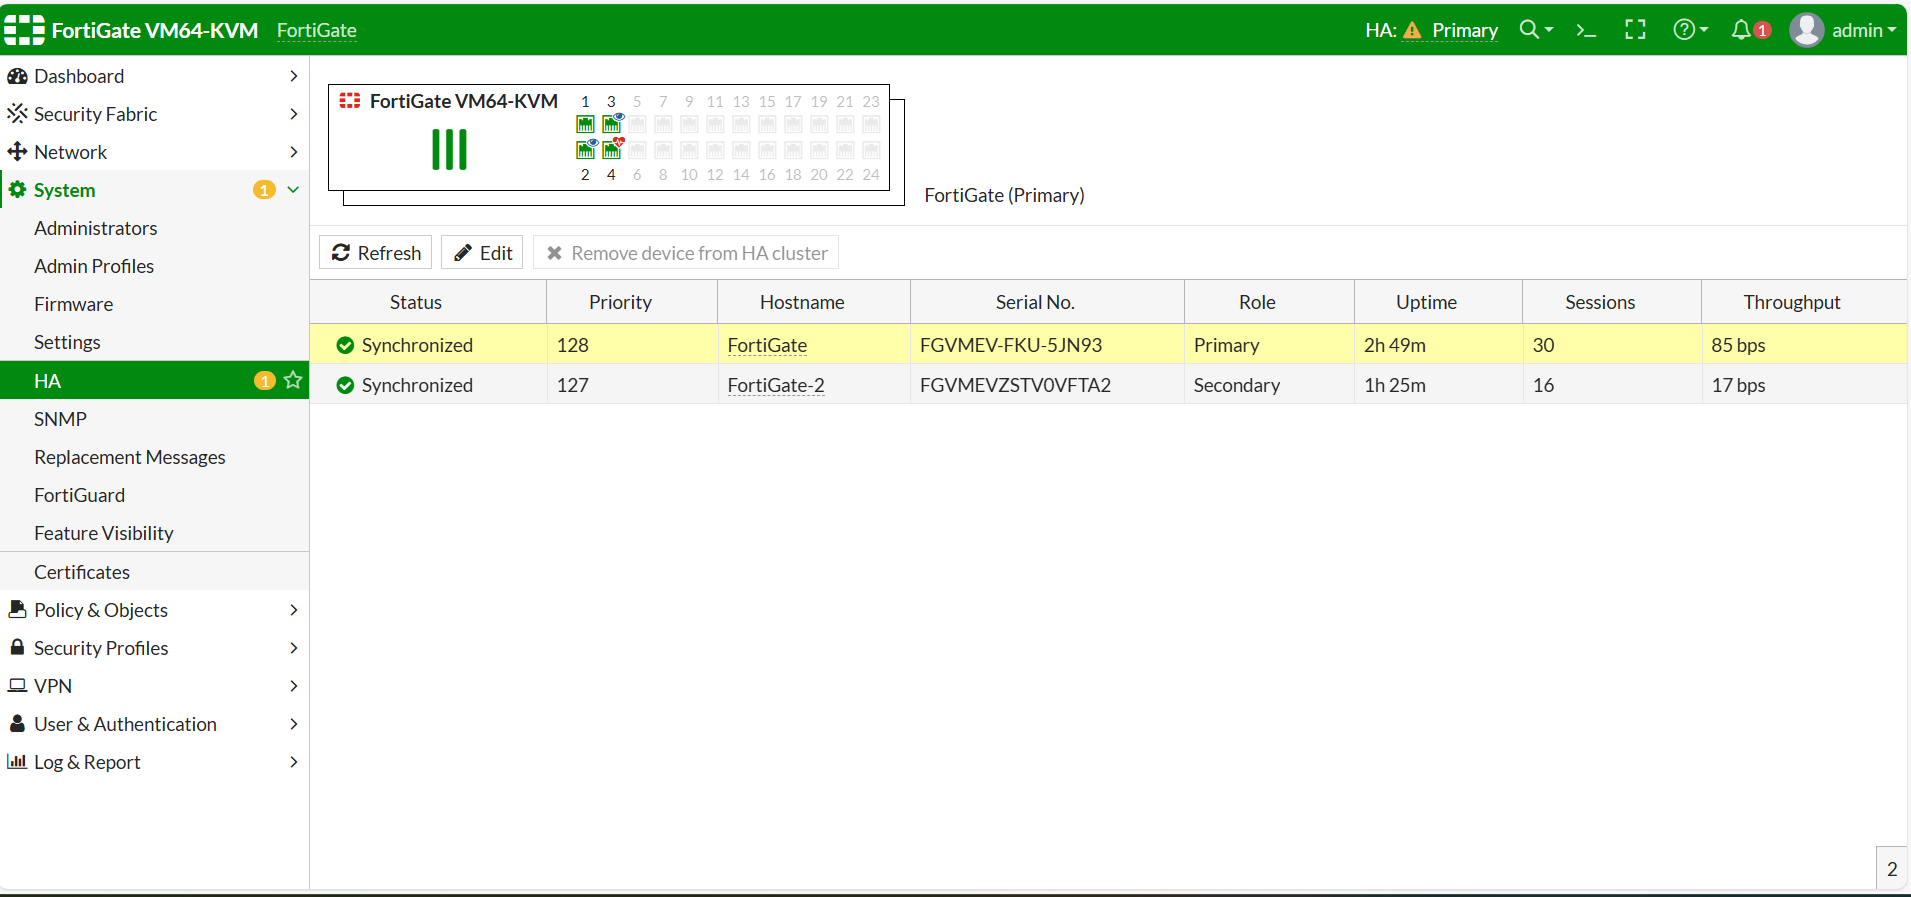 FortiGate VM64-KVM FortiGate HA: Primary 1 admin
Dashboard
Security Fabric
Network
System 1
Administrators
Admin Profiles
Firmware
Settings
HA 1
SNMP
Replacement Messages
FortiGuard
Feature Visibility
Certificates
Policy & Objects
Security Profiles
VPN
User & Authentication
Log & Report
FortiGate VM64-KVM
1 3 5 7 9 11 13 15 17 19 21 23
2 4 6 8 10 12 14 16 18 20 22 24
FortiGate (Primary)
Refresh Edit Remove device from HA cluster
Status Priority Hostname Serial No. Role Uptime Sessions Throughput
Synchronized 128 FortiGate FGVMEV-FKU-5JN93 Primary 2h 49m 30 85 bps
Synchronized 127 FortiGate-2 FGVMEVZSTV0VFTA2 Secondary 1h 25m 16 17 bps
2